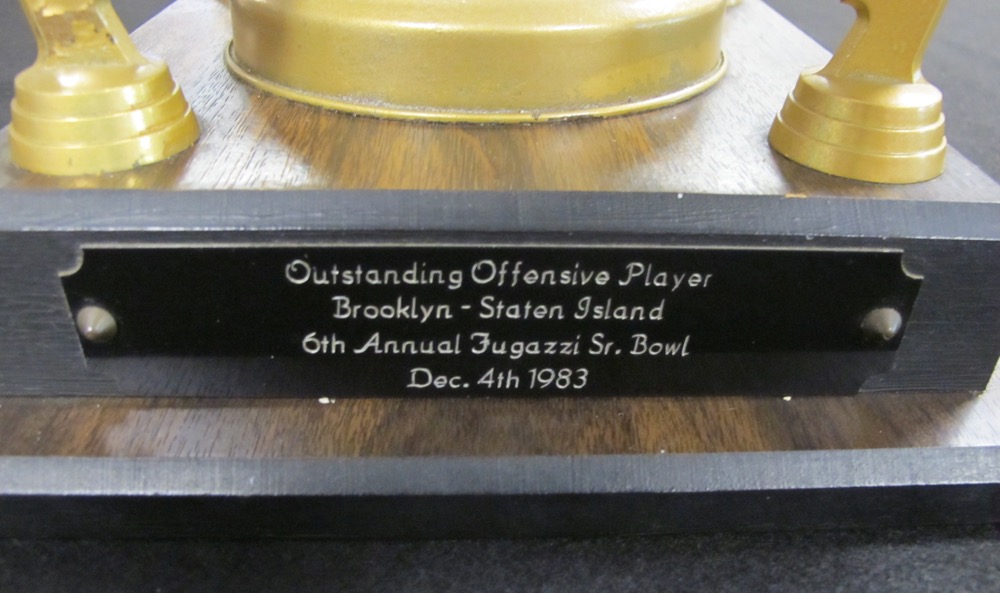 Outstanding Offensive Player
Brooklyn - Staten Island
6th Annual Fugazzi Sr. Bowl
Dec. 4th 1983